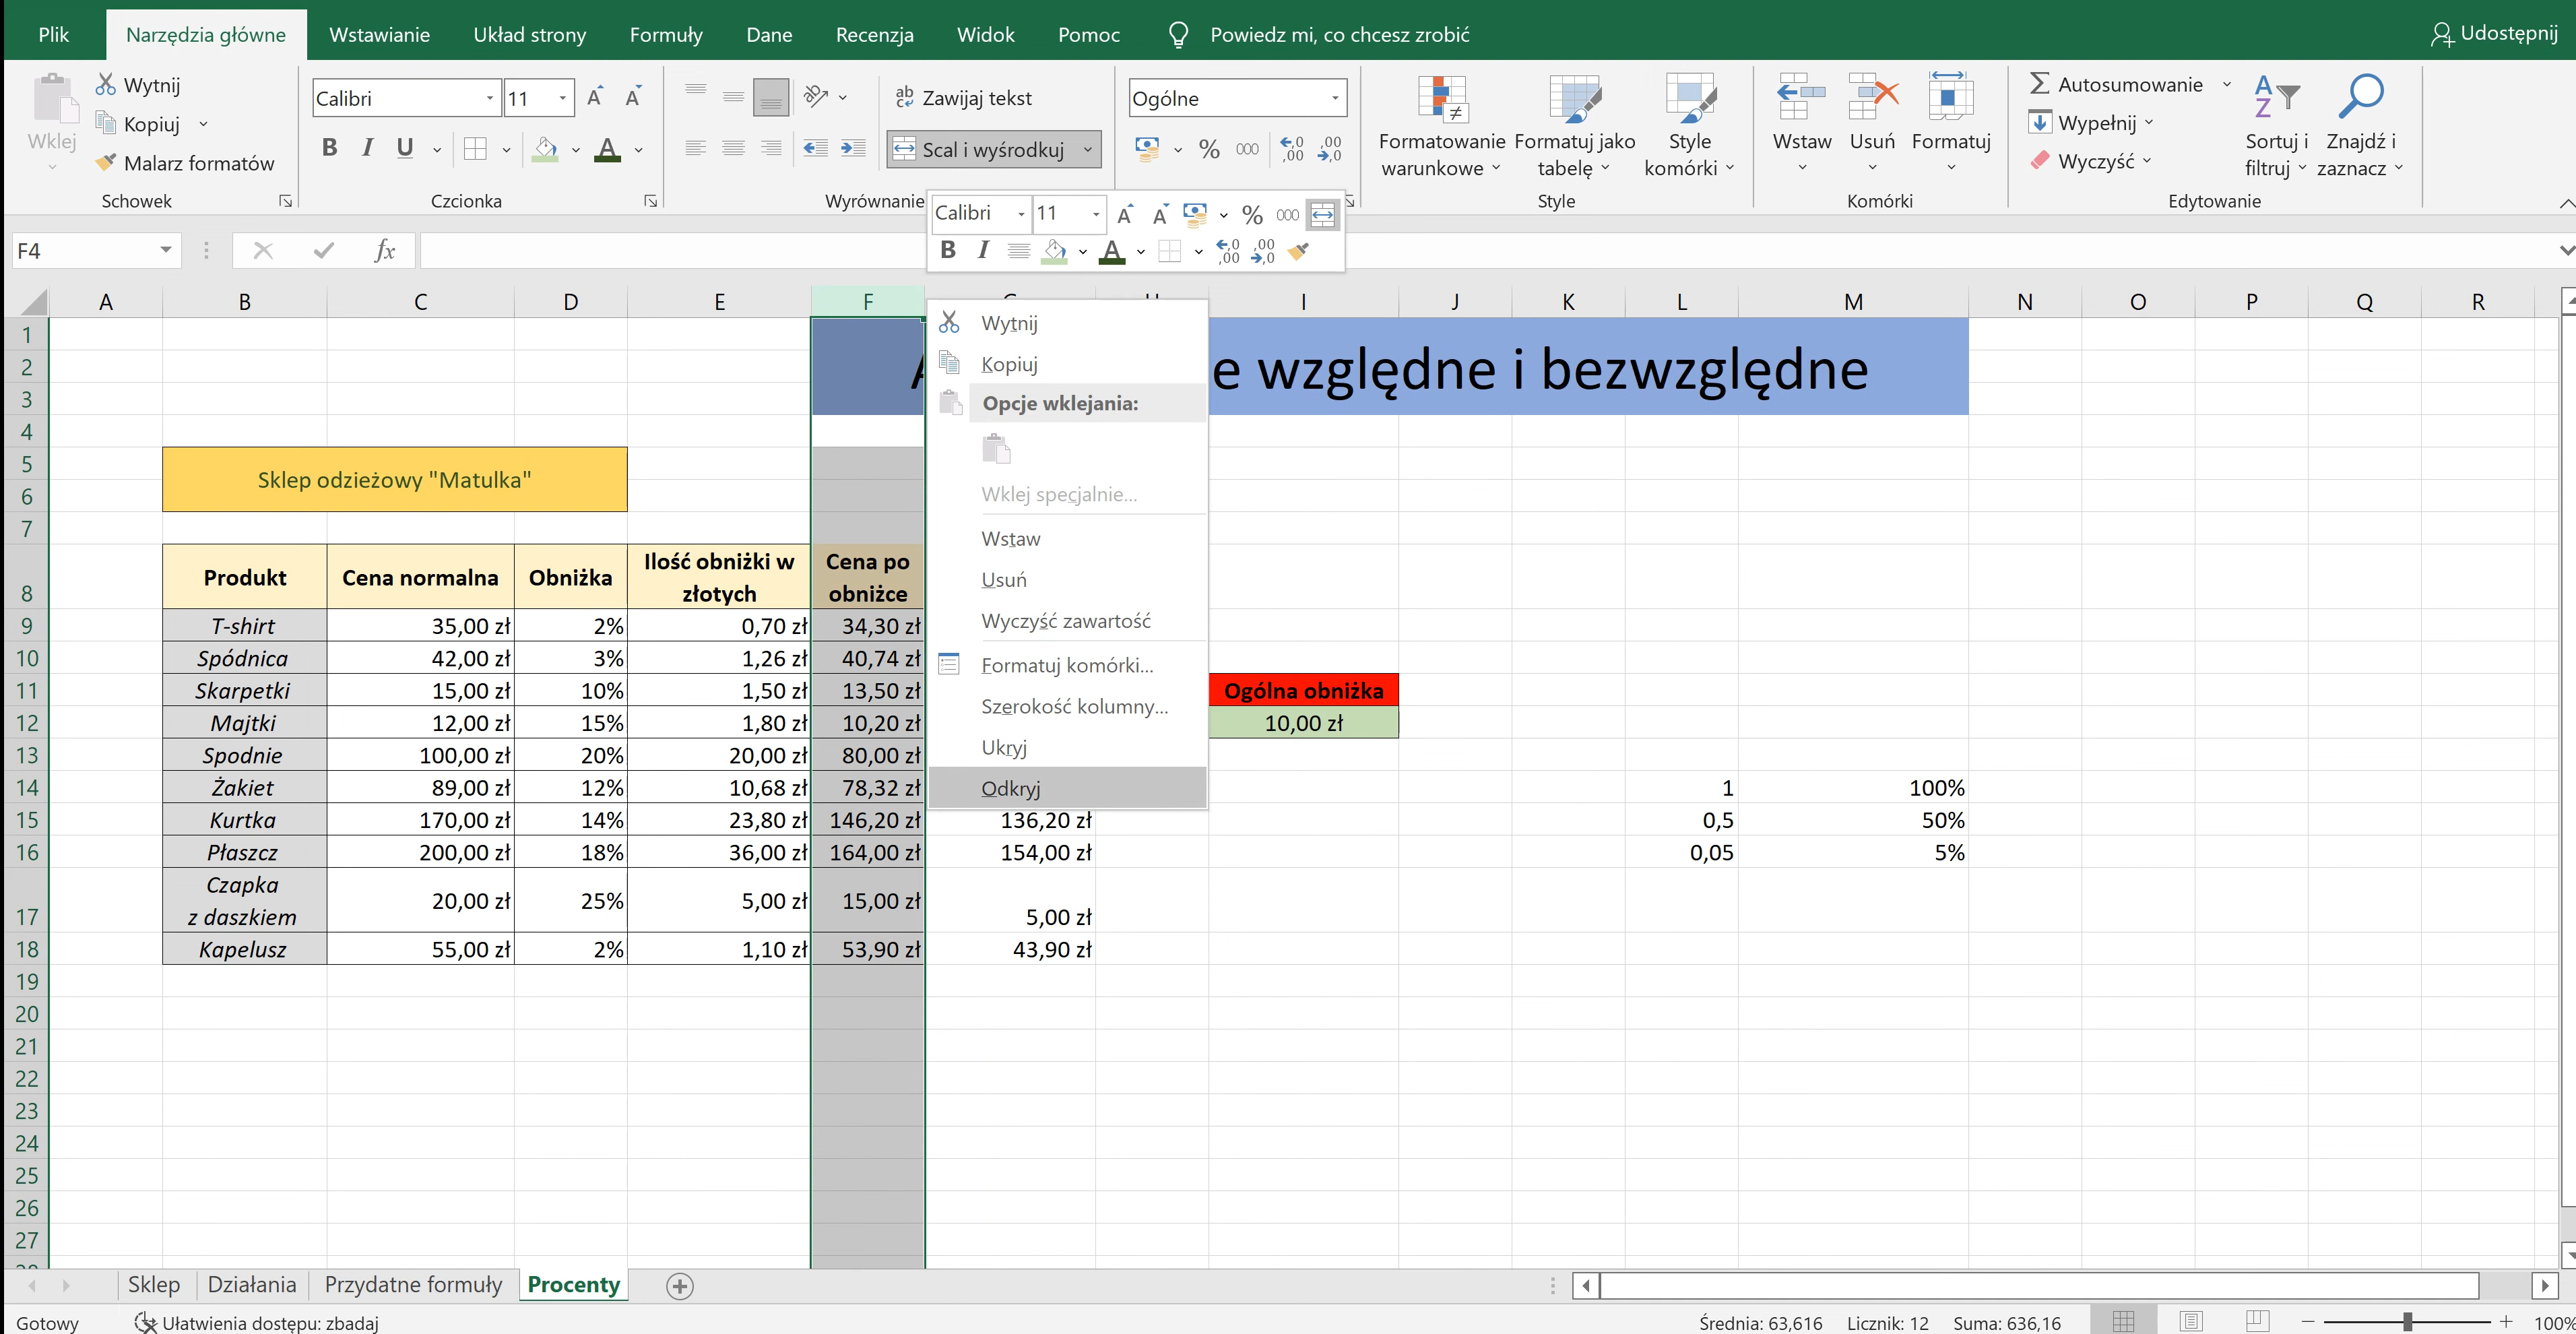 Plik Narzędzia główne Wstawianie Układ strony Formuły Dane Recenzja Widok Pomoc Powiedz mi, co chcesz zrobić Udostępnij
Wklej
Wytnij
Kopiuj
Malarz formatów
Schowek
Calibri 11
B I U A
Czcionka
Zawijaj tekst
Scal i wyśrodkuj
Wyrównanie
Ogólne
% 000
Formatowanie warunkowe
Formatuj jako tabelę
Style komórki
Style
Wstaw Usuń Formatuj
Komórki
Autosumowanie
Wypełnij
Wyczyść
Sortuj i filtruj
Znajdź i zaznacz
Edytowanie
Calibri 11 % 000
B I A
F4 fx
A B C D E F I J K L M N O P Q R
1
2 e względne i bezwzględne
3
4
5
Sklep odzieżowy "Matulka"
6
7
8 Produkt Cena normalna Obniżka Ilość obniżki w złotych Cena po obniżce
9 T-shirt 35,00 zł 2% 0,70 zł 34,30 zł
10 Spódnica 42,00 zł 3% 1,26 zł 40,74 zł
11 Skarpetki 15,00 zł 10% 1,50 zł 13,50 zł Ogólna obniżka
12 Majtki 12,00 zł 15% 1,80 zł 10,20 zł 10,00 zł
13 Spodnie 100,00 zł 20% 20,00 zł 80,00 zł
14 Żakiet 89,00 zł 12% 10,68 zł 78,32 zł 1 100%
15 Kurtka 170,00 zł 14% 23,80 zł 146,20 zł 136,20 zł 0,5 50%
16 Płaszcz 200,00 zł 18% 36,00 zł 164,00 zł 154,00 zł 0,05 5%
17 Czapka z daszkiem 20,00 zł 25% 5,00 zł 15,00 zł 5,00 zł
18 Kapelusz 55,00 zł 2% 1,10 zł 53,90 zł 43,90 zł
19
20
21
22
23
24
25
26
27
Wytnij
Kopiuj
Opcje wklejania:
Wklej specjalnie...
Wstaw
Usuń
Wyczyść zawartość
Formatuj komórki...
Szerokość kolumny...
Ukryj
Odkryj
Sklep Działania Przydatne formuły Procenty
Gotowy Ułatwienia dostępu: zbadaj Średnia: 63,616 Licznik: 12 Suma: 636,16 100%